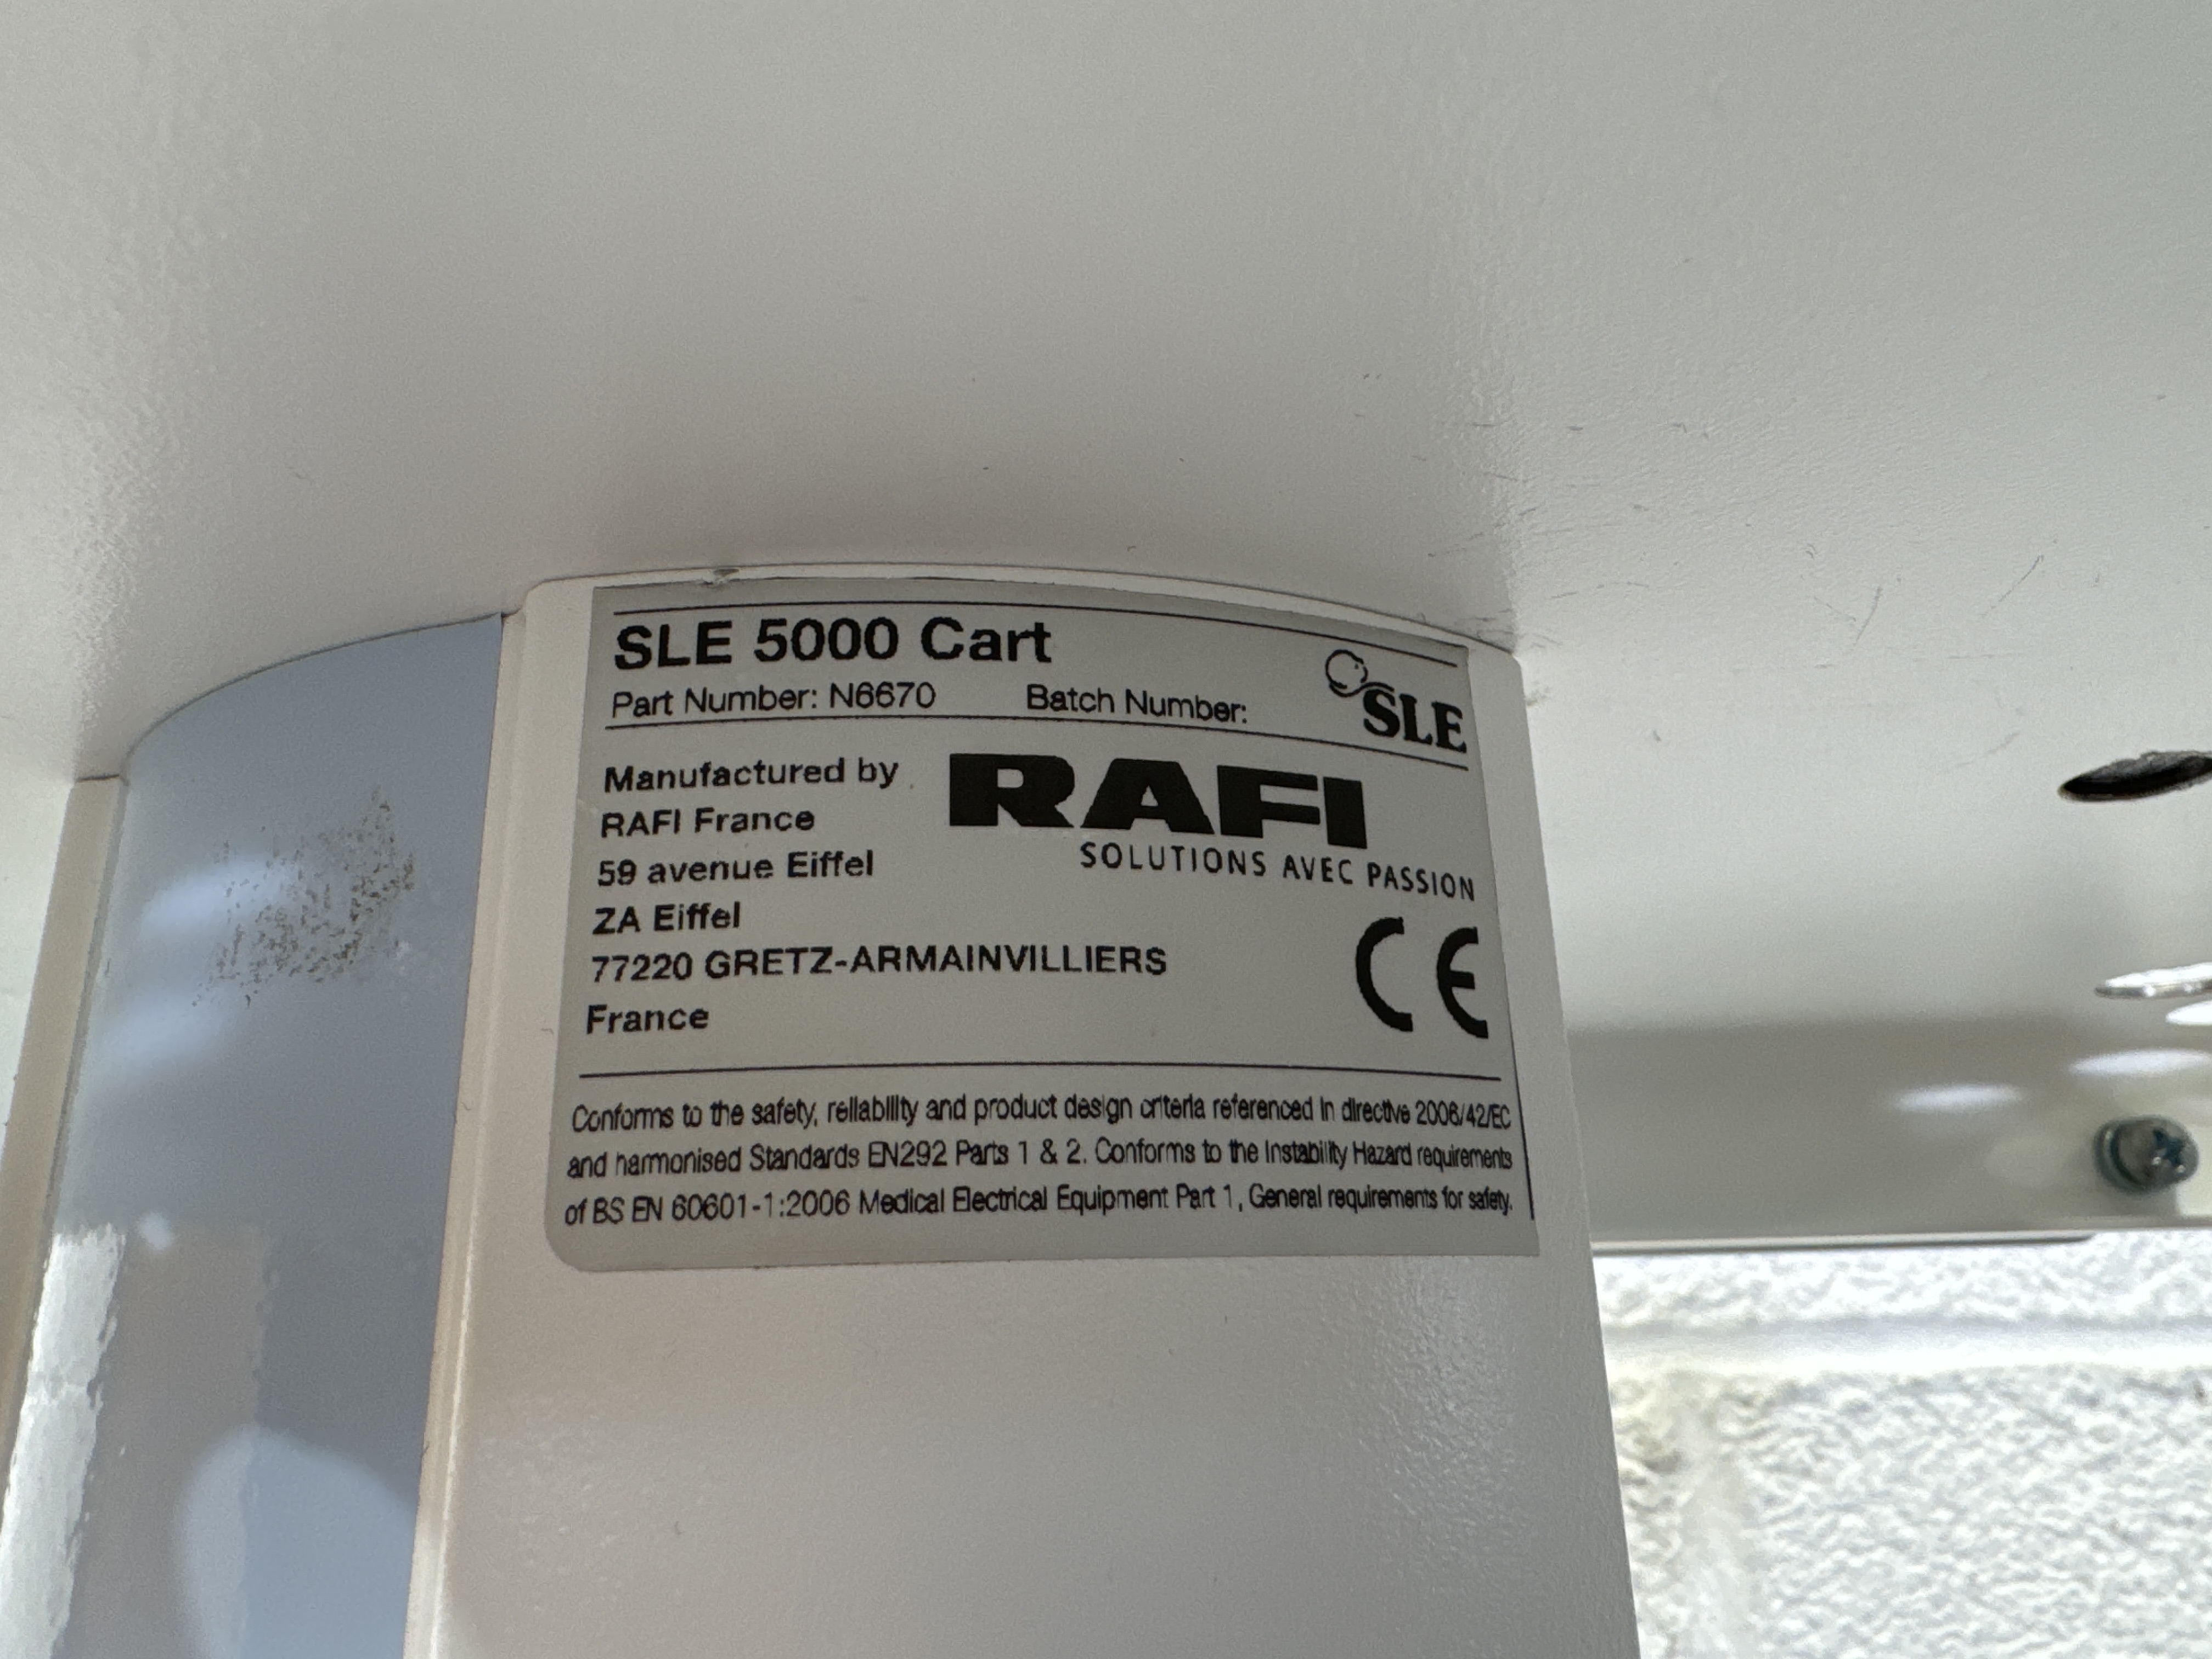 SLE 5000 Cart
Part Number: N6670 Batch Number:
SLE
Manufactured by
RAFI France
59 avenue Eiffel
ZA Eiffel
77220 GRETZ-ARMAINVILLIERS
France
RAFI
SOLUTIONS AVEC PASSION
CE
Conforms to the safety, reliability and product design criteria referenced in directive 2006/42/EC
and harmonised Standards EN292 Parts 1 & 2. Conforms to the Instability Hazard requirements
of BS EN 60601-1:2006 Medical Electrical Equipment Part 1, General requirements for safety.